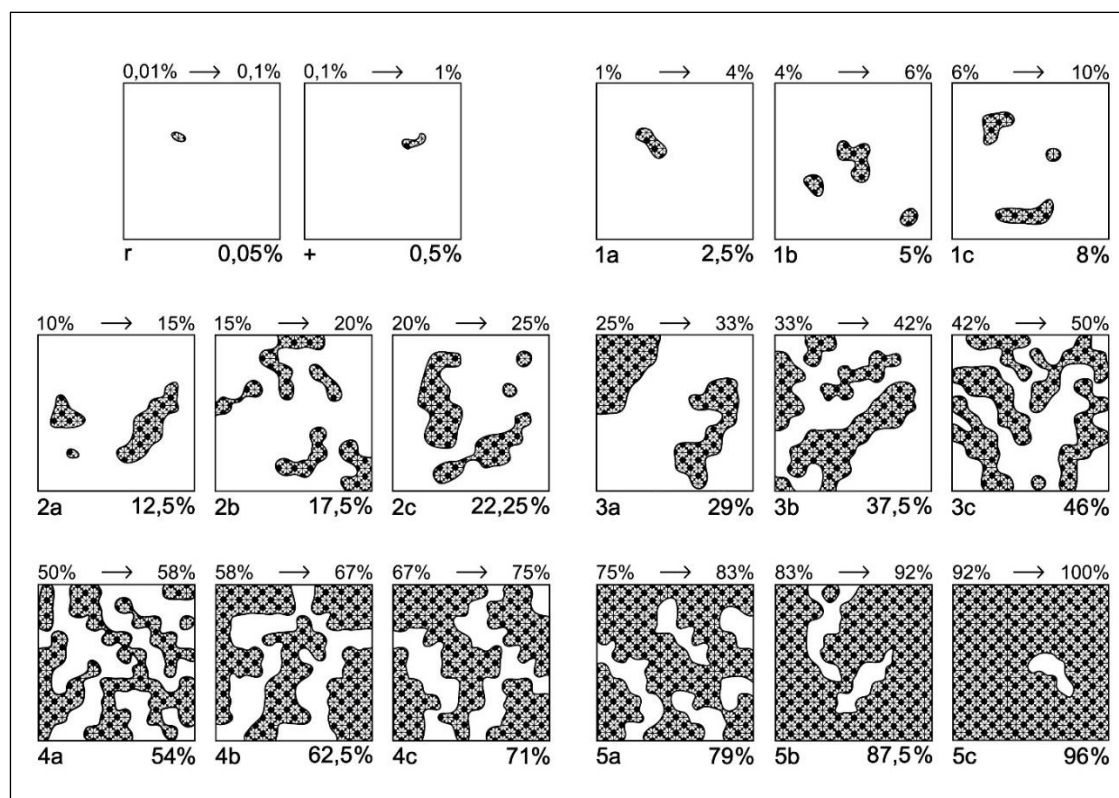 0,01% → 0,1% 0,1% → 1% 1% → 4% 4% → 6% 6% → 10%
r 0,05% + 0,5% 1a 2,5% 1b 5% 1c 8%
10% → 15% 15% → 20% 20% → 25% 25% → 33% 33% → 42% 42% → 50%
2a 12,5% 2b 17,5% 2c 22,25% 3a 29% 3b 37,5% 3c 46%
50% → 58% 58% → 67% 67% → 75% 75% → 83% 83% → 92% 92% → 100%
4a 54% 4b 62,5% 4c 71% 5a 79% 5b 87,5% 5c 96%